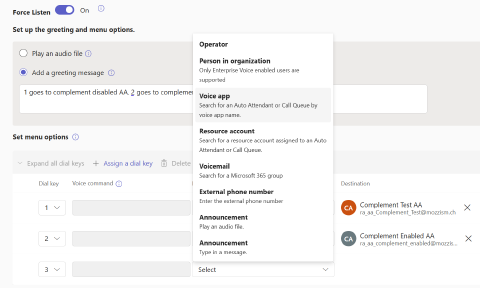 Force Listen
On
Set up the greeting and menu options.
Play an audio file
Add a greeting message
1 goes to complement disabled AA. 2 goes to complemen
Operator
Person in organization
Only Enterprise Voice enabled users are
supported
Voice app
Search for an Auto Attendant or Call Queue by
voice app name.
Resource account
Search for a resource account assigned to an Auto
Attendant or Call Queue.
Voicemail
Search for a Microsoft 365 group
External phone number
Enter the external phone number
Announcement
Play an audio file.
Announcement
Type in a message.
Set menu options
Expand all dial keys
Assign a dial key
Delete
Dial key
Voice command
Destination
1
CA
Complement Test AA
ra_aa_Complement_Test@mozzism.ch
2
CA
Complement Enabled AA
ra_aa_complement_enabled@mozzis...
3
Select